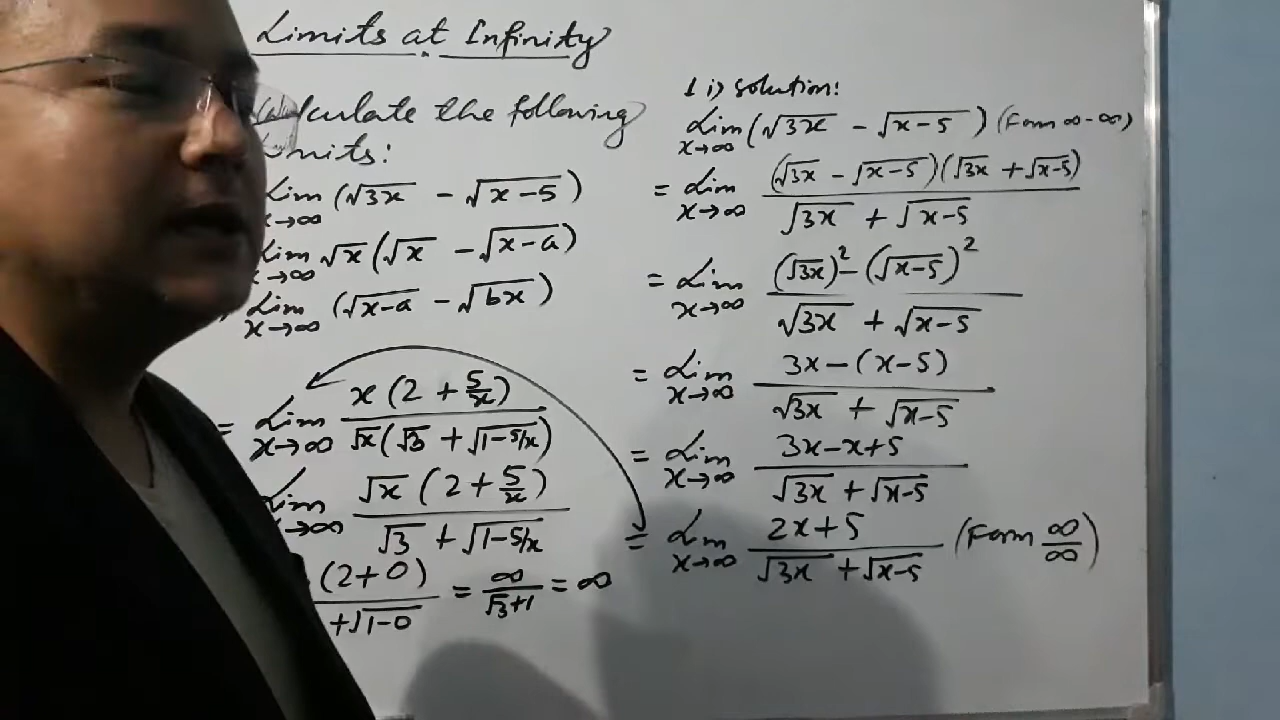 Limits at Infinity
Calculate the following
Limits:
Lim x→∞ (√3x - √x-5)
Lim x→∞ √x(√x - √x-a)
Lim x→∞ (√x-a - √bx)
= Lim x→∞ x(2 + 5/x) / √x(√3 + √1-5/x)
Lim x→∞ √x(2 + 5/x) / √3 + √1-5/x
(2+0) / +√1-0 = ∞ / √3+1 = ∞
1 i) solution:
Lim x→∞ (√3x - √x-5) (Form ∞-∞)
= Lim x→∞ (√3x - √x-5)(√3x + √x-5) / √3x + √x-5
= Lim x→∞ (√3x)² - (√x-5)² / √3x + √x-5
= Lim x→∞ 3x-(x-5) / √3x + √x-5
= Lim x→∞ 3x-x+5 / √3x + √x-5
= Lim x→∞ 2x+5 / √3x + √x-5 (Form ∞/∞)